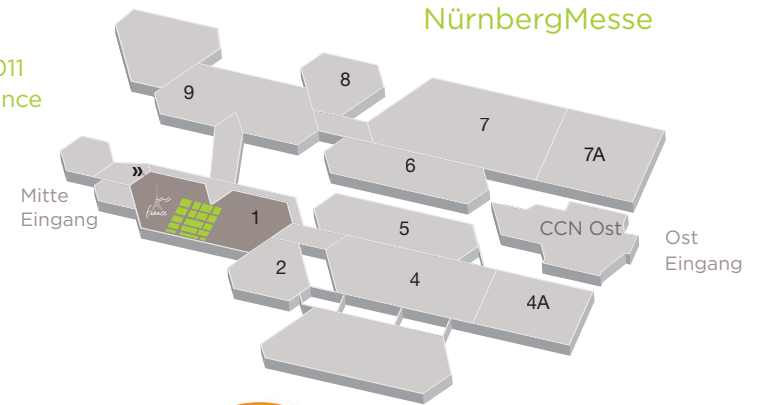 NürnbergMesse
011
nce
8
9
7
7A
6
»
Mitte
Eingang
france
1
5
CCN Ost
Ost
Eingang
2
4
4A